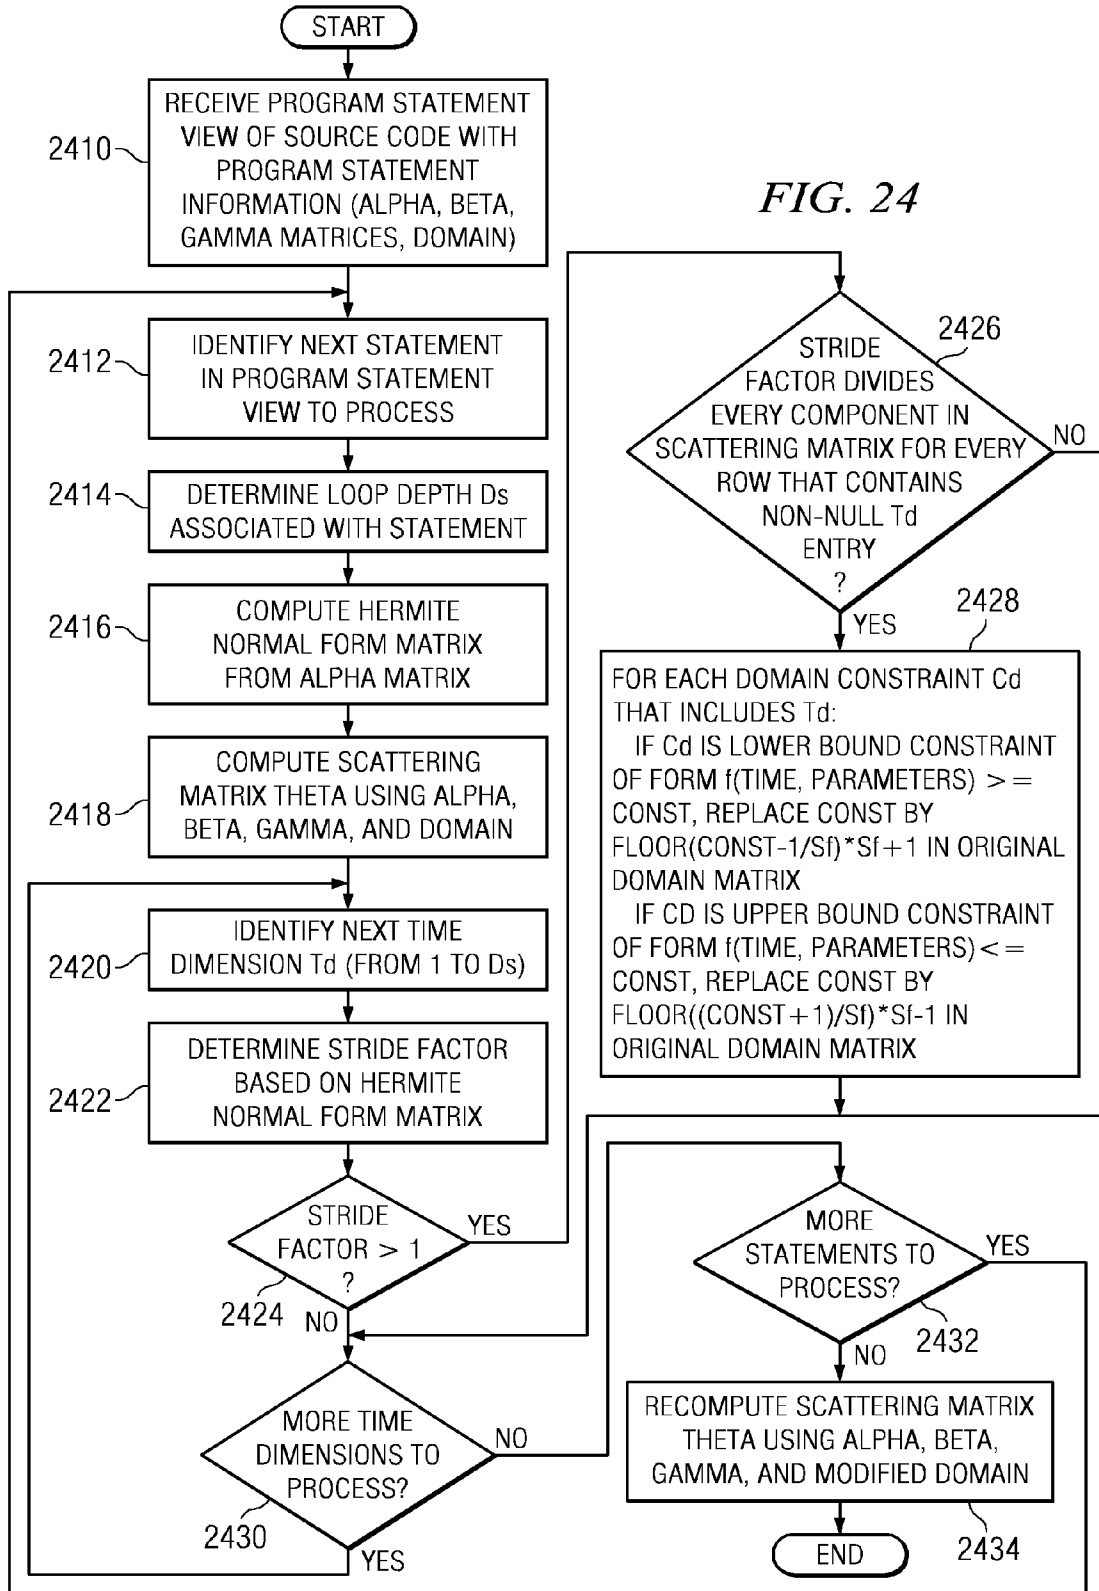 START
RECEIVE PROGRAM STATEMENT
VIEW OF SOURCE CODE WITH
PROGRAM STATEMENT
INFORMATION (ALPHA, BETA,
GAMMA MATRICES, DOMAIN)
2410
FIG. 24
IDENTIFY NEXT STATEMENT
IN PROGRAM STATEMENT
VIEW TO PROCESS
2412
DETERMINE LOOP DEPTH Ds
ASSOCIATED WITH STATEMENT
2414
COMPUTE HERMITE
NORMAL FORM MATRIX
FROM ALPHA MATRIX
2416
COMPUTE SCATTERING
MATRIX THETA USING ALPHA,
BETA, GAMMA, AND DOMAIN
2418
IDENTIFY NEXT TIME
DIMENSION Td (FROM 1 TO Ds)
2420
DETERMINE STRIDE FACTOR
BASED ON HERMITE
NORMAL FORM MATRIX
2422
STRIDE
FACTOR > 1
?
2424
YES
NO
STRIDE
FACTOR DIVIDES
EVERY COMPONENT IN
SCATTERING MATRIX FOR EVERY
ROW THAT CONTAINS
NON-NULL Td
ENTRY
?
2426
NO
YES
2428
FOR EACH DOMAIN CONSTRAINT Cd
THAT INCLUDES Td:
IF Cd IS LOWER BOUND CONSTRAINT
OF FORM f(TIME, PARAMETERS) >=
CONST, REPLACE CONST BY
FLOOR(CONST-1/Sf)*Sf+1 IN ORIGINAL
DOMAIN MATRIX
IF CD IS UPPER BOUND CONSTRAINT
OF FORM f(TIME, PARAMETERS)<=
CONST, REPLACE CONST BY
FLOOR((CONST+1)/Sf)*Sf-1 IN
ORIGINAL DOMAIN MATRIX
MORE TIME
DIMENSIONS TO
PROCESS?
2430
NO
YES
MORE
STATEMENTS TO
PROCESS?
2432
YES
NO
RECOMPUTE SCATTERING MATRIX
THETA USING ALPHA, BETA,
GAMMA, AND MODIFIED DOMAIN
2434
END